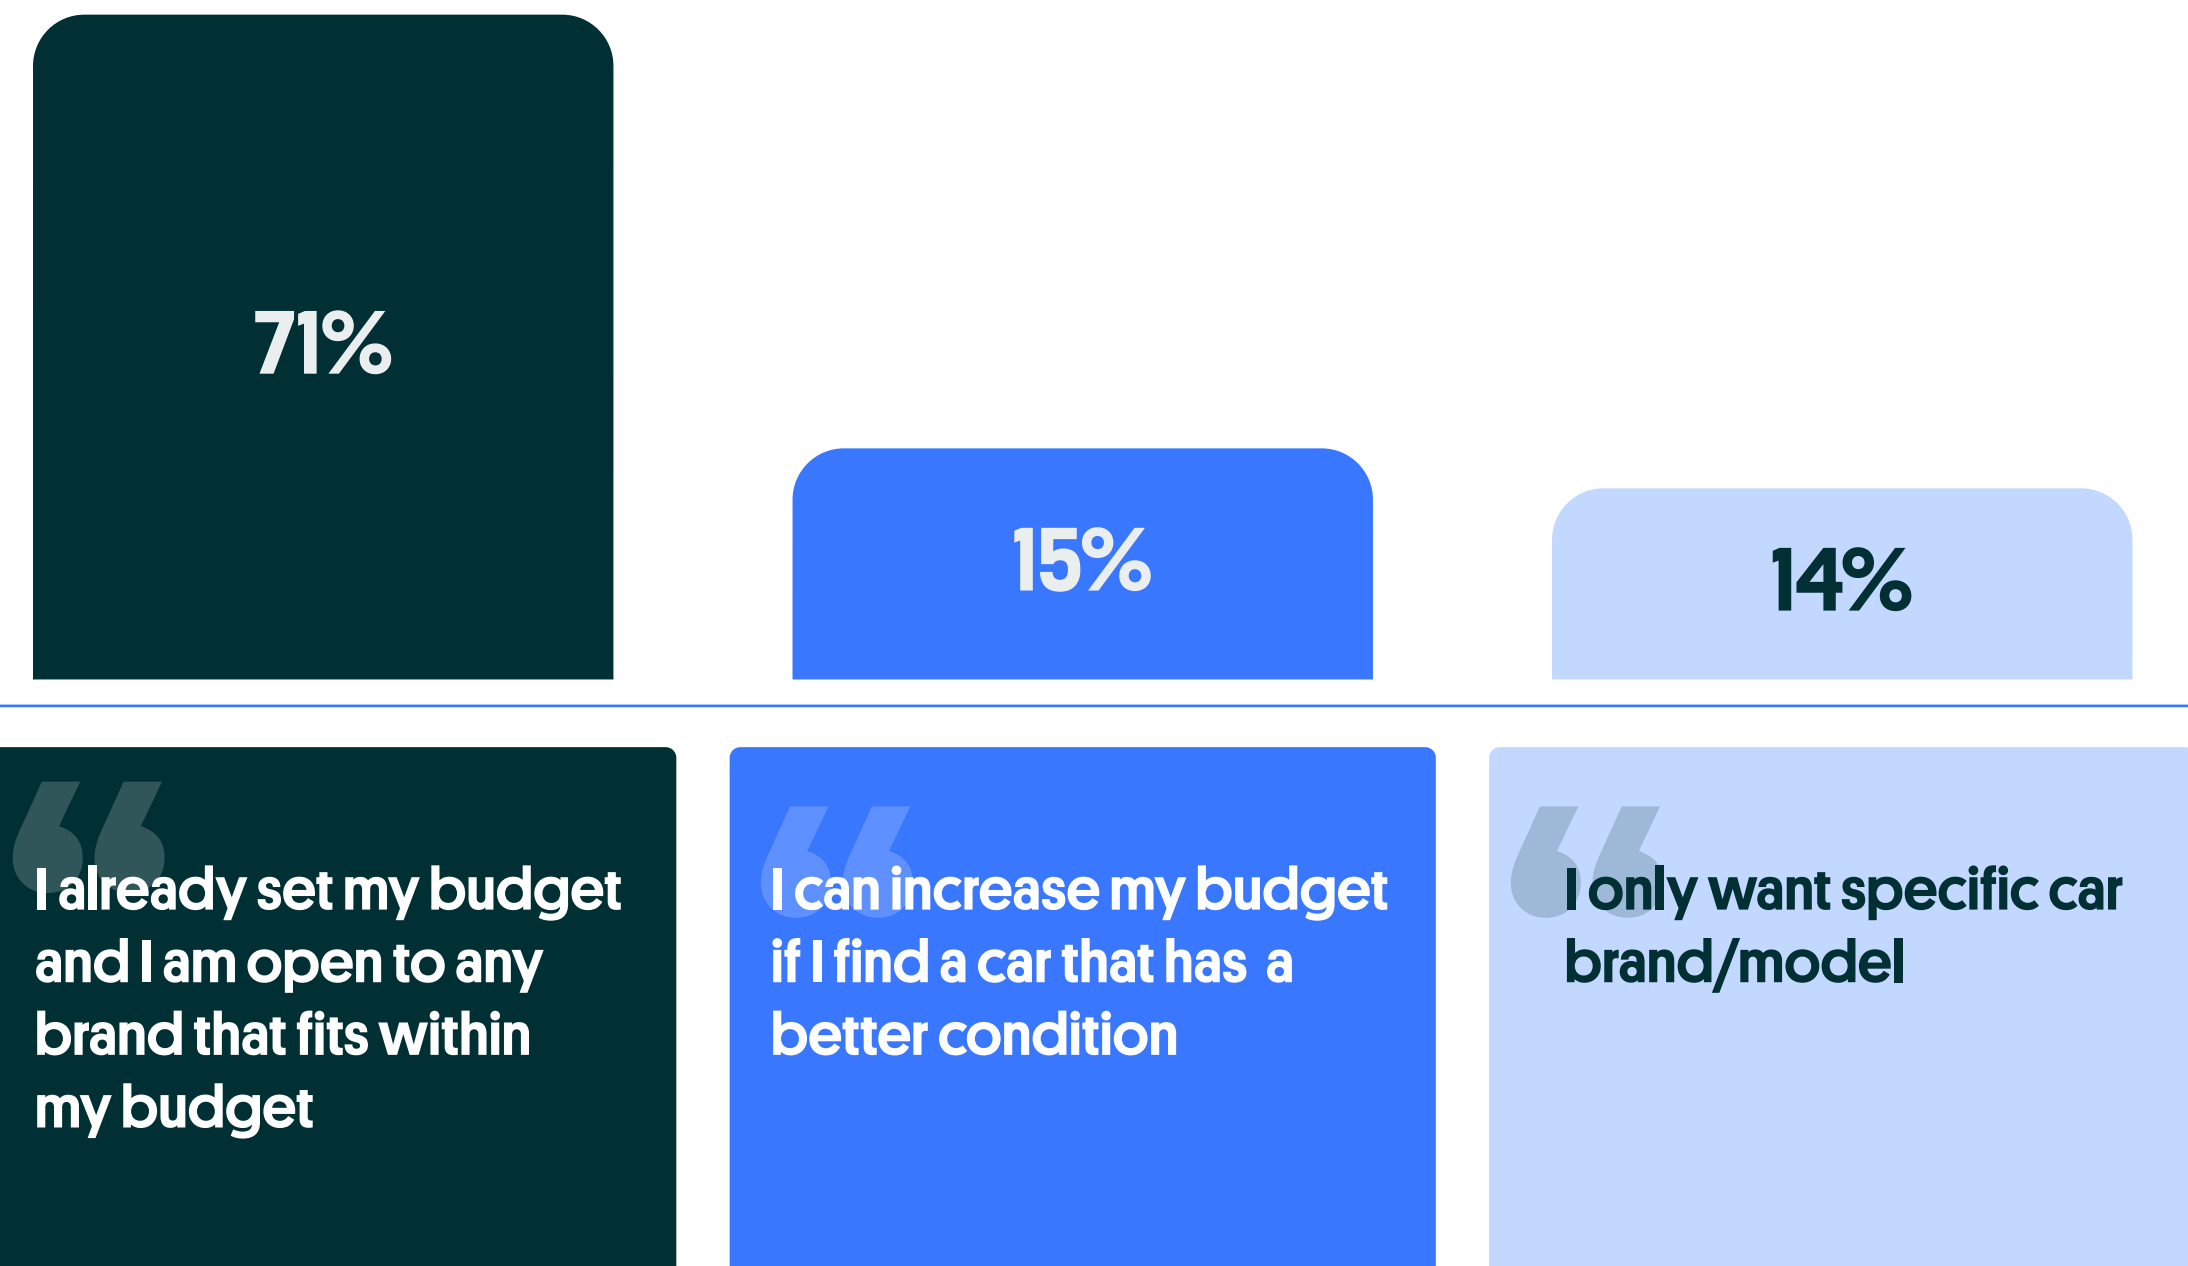 71%
15%
14%
“
I already set my budget
and I am open to any
brand that fits within
my budget
“
I can increase my budget
if I find a car that has  a
better condition
“
I only want specific car
brand/model